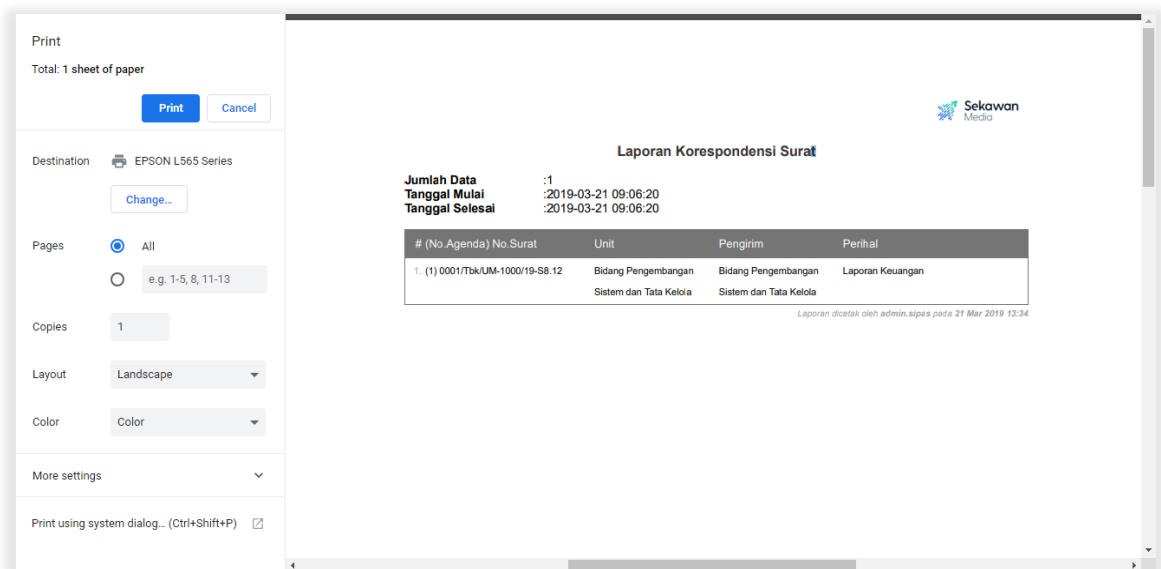 Print
Total: 1 sheet of paper
Print Cancel
Destination EPSON L565 Series
Change...
Pages All
e.g. 1-5, 8, 11-13
Copies 1
Layout Landscape
Color Color
More settings
Print using system dialog... (Ctrl+Shift+P)
Sekawan
Media
Laporan Korespondensi Surat
Jumlah Data :1
Tanggal Mulai :2019-03-21 09:06:20
Tanggal Selesai :2019-03-21 09:06:20
# (No.Agenda) No.Surat Unit Pengirim Perihal
1. (1) 0001/Tbk/UM-1000/19-S8.12 Bidang Pengembangan Bidang Pengembangan Laporan Keuangan
Sistem dan Tata Kelola Sistem dan Tata Kelola
Laporan dicetak oleh admin.sipas pada 21 Mar 2019 13:34